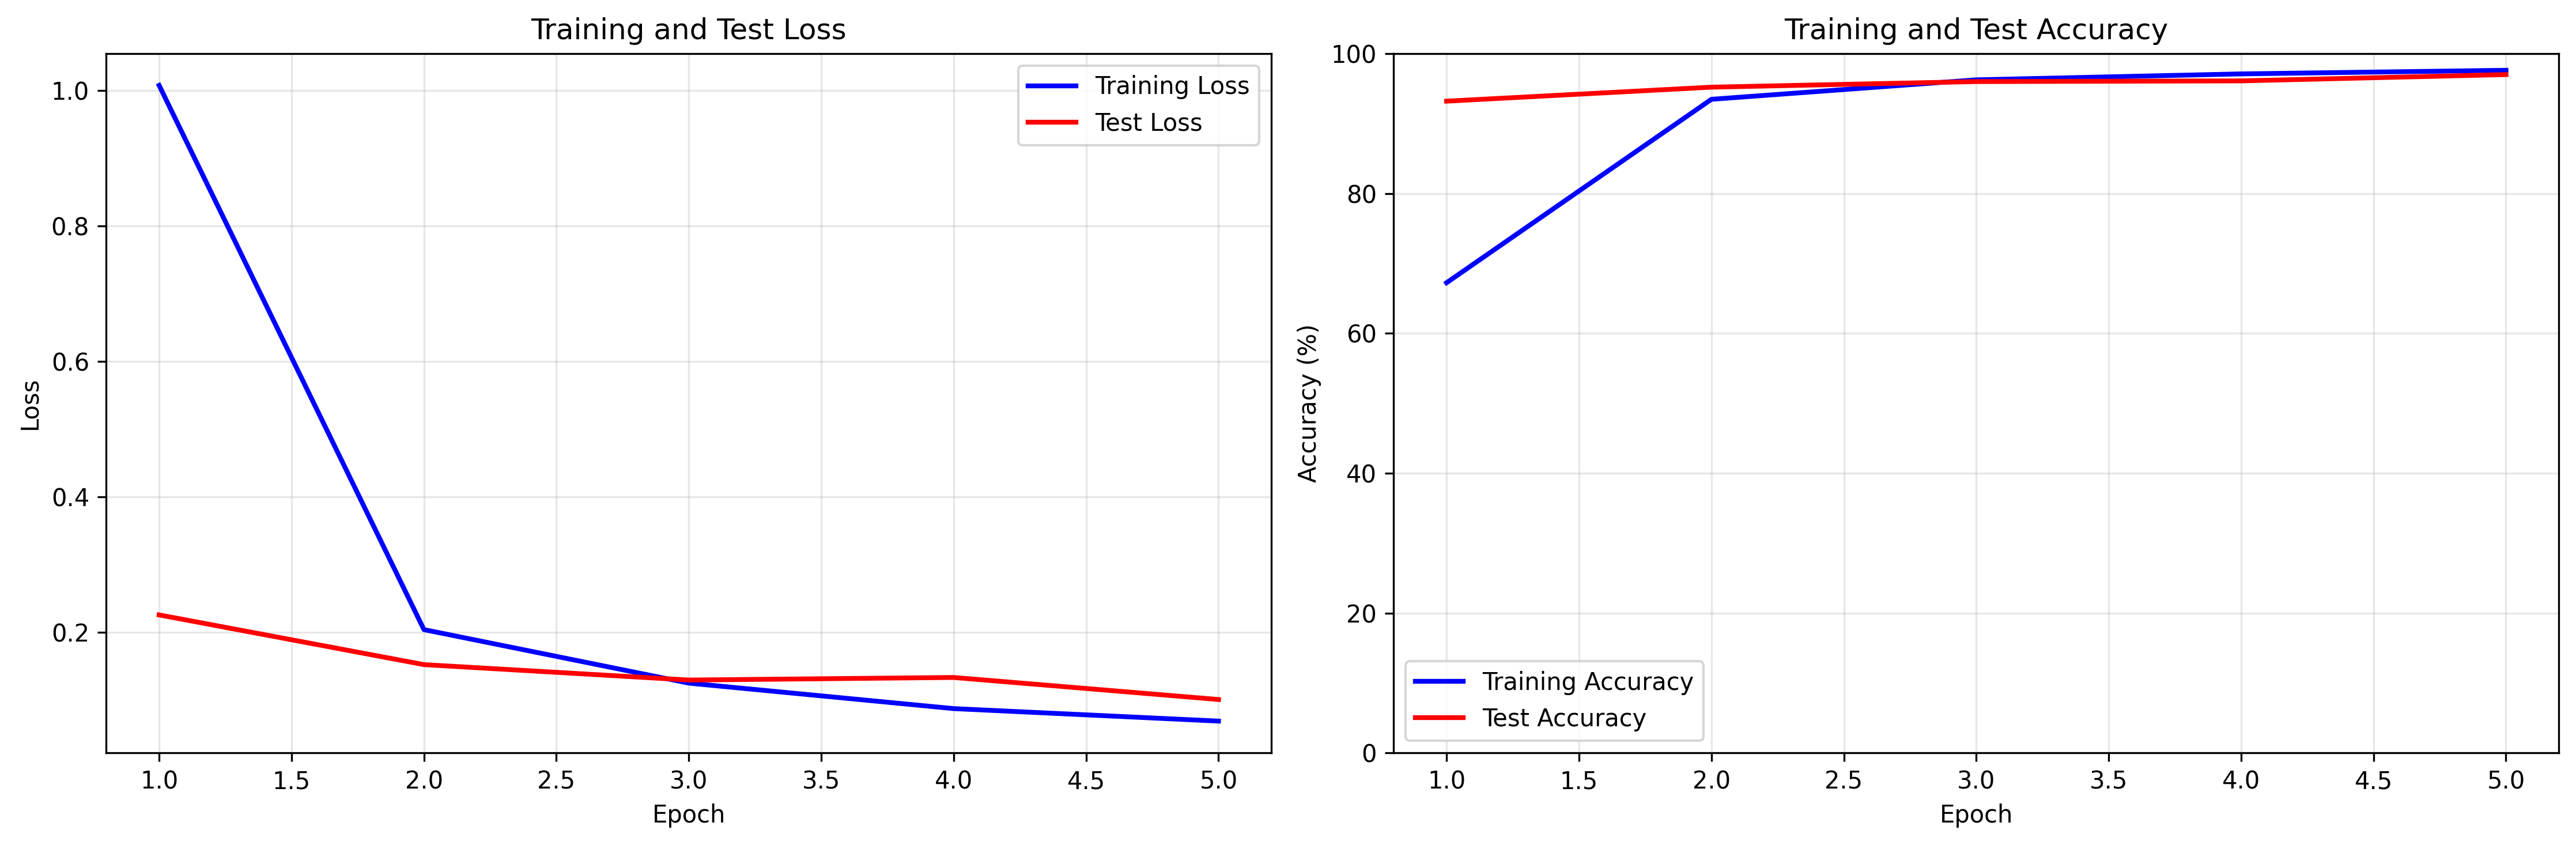 Training and Test Loss
1.0
0.8
0.6
0.4
0.2
Loss
Training Loss
Test Loss
1.0 1.5 2.0 2.5 3.0 3.5 4.0 4.5 5.0
Epoch
Training and Test Accuracy
100
80
60
40
20
0
Accuracy (%)
Training Accuracy
Test Accuracy
1.0 1.5 2.0 2.5 3.0 3.5 4.0 4.5 5.0
Epoch